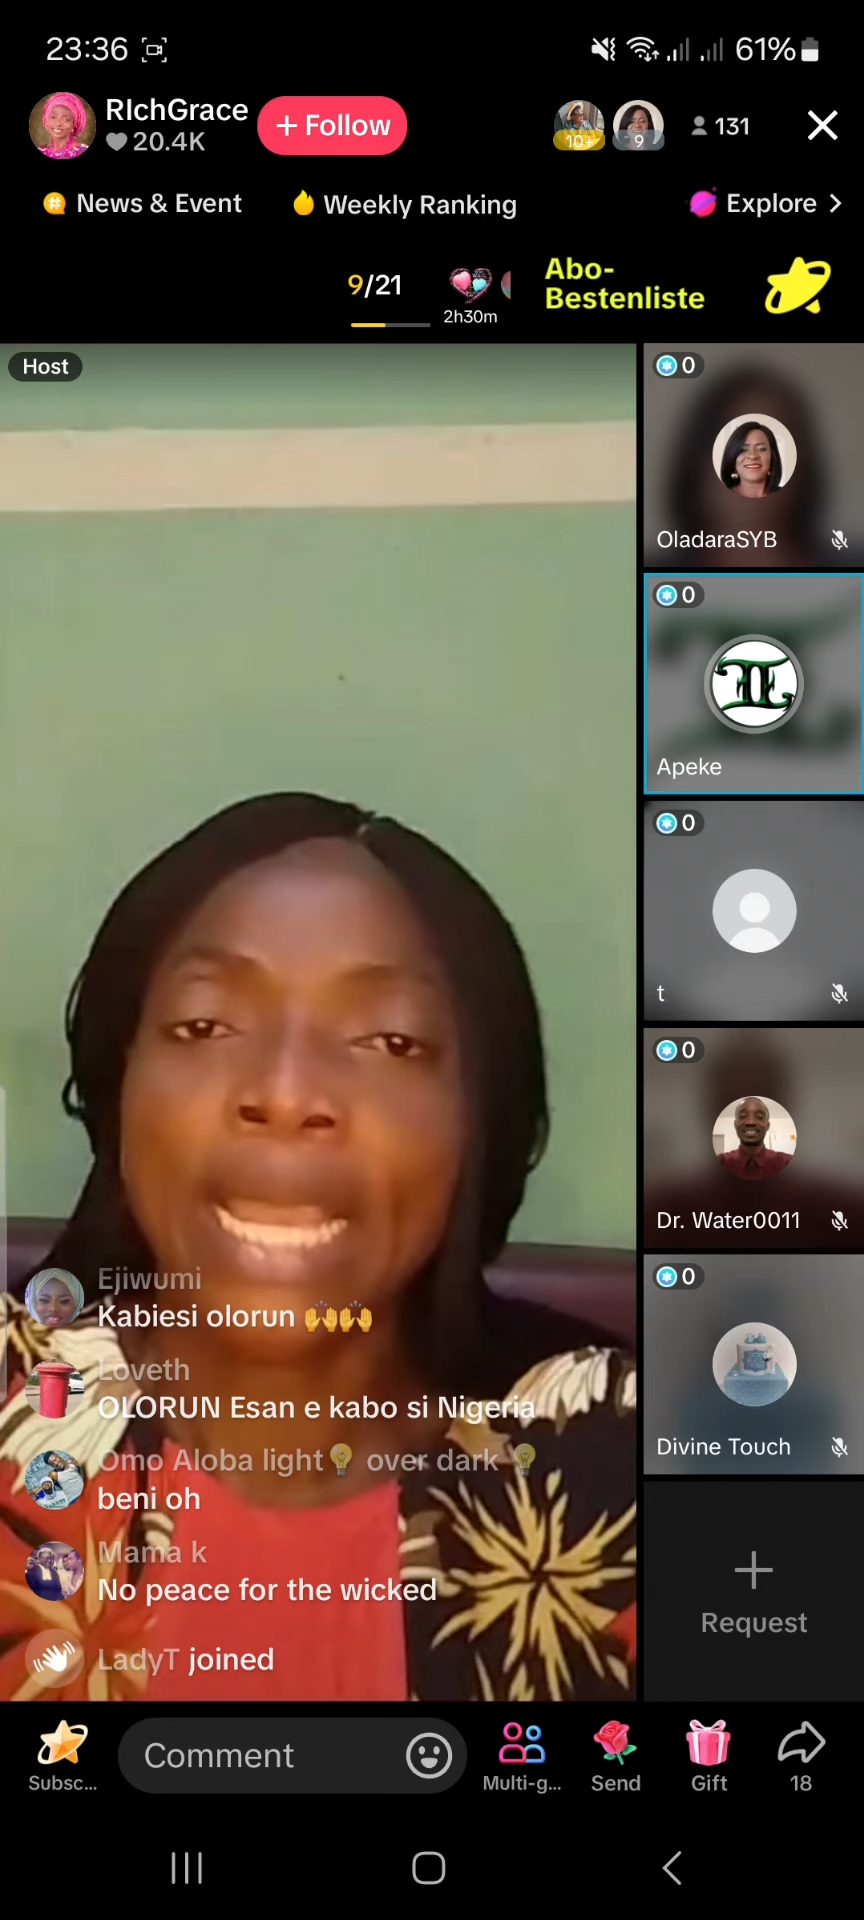 23:36
61%
RIchGrace
20.4K
+ Follow
10+
9
131
News & Event
Weekly Ranking
Explore >
9/21
2h30m
Abo-
Bestenliste
Host
0
OladaraSYB
0
Apeke
0
t
0
Dr. Water0011
0
Divine Touch
Ejiwumi
Kabiesi olorun 🙌🙌
Loveth
OLORUN Esan e kabo si Nigeria
Omo Aloba light💡 over dark💡
beni oh
Mama k
No peace for the wicked
LadyT joined
Request
Subsc...
Comment
Multi-g...
Send
Gift
18